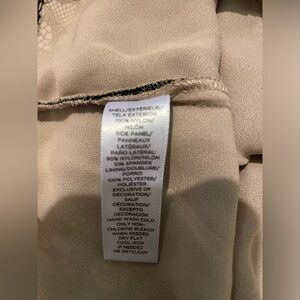 SHELL/EXTÉRIEUR/
TELA EXTERIOR
100% NYLON/
NILÓN
SIDE PANEL/
PANNEAUX
LATÉRAUX/
PAÑO LATERAL:
90% NYLON/NILÓN
10% SPANDEX
LINING/DOUBLURE/
FORRO:
100% POLYESTER/
POLIÉSTER
EXCLUSIVE OF
DECORATION/
SAUF
DÉCORATION/
EXCEPTO
DECORACIÓN
HAND WASH COLD
ONLY NON-
CHLORINE BLEACH
WHEN NEEDED
DRY FLAT
COOL IRON
IF NEEDED
OR DRYCLEAN